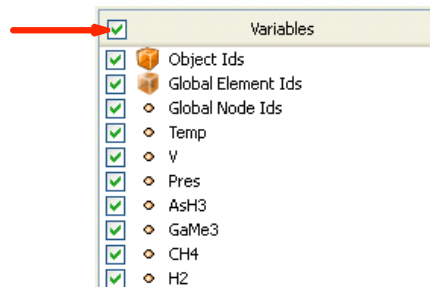 Variables
Object Ids
Global Element Ids
Global Node Ids
Temp
V
Pres
AsH3
GaMe3
CH4
H2